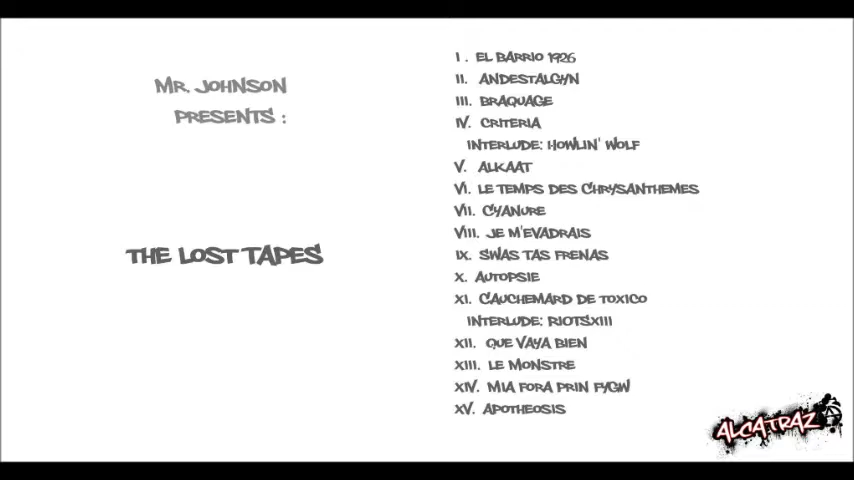 MR. JOHNSON
PRESENTS :
THE LOST TAPES
I . EL BARRIO 1926
II. ANDESTALGYN
III. BRAQUAGE
IV. CRITERIA
INTERLUDE: HOWLIN' WOLF
V. ALKAAT
VI. LE TEMPS DES CHRYSANTHEMES
VII. CYANURE
VIII. JE M'EVADRAIS
IX. SWAS TAS FRENAS
X. AUTOPSIE
XI. CAUCHEMARD DE TOXICO
INTERLUDE: RIOTSXIII
XII. QUE VAYA BIEN
XIII. LE MONSTRE
XIV. MIA FORA PRIN FYGW
XV. APOTHEOSIS
ALCATRAZ